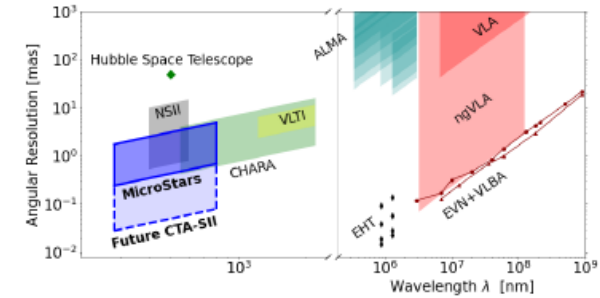 Angular Resolution [mas]
10³
10²
10¹
10⁰
10⁻¹
10⁻²
Hubble Space Telescope
NSII
VLTI
CHARA
MicroStars
Future CTA-SII
ALMA
VLA
ngVLA
EHT
EVN+VLBA
10³
10⁶ 10⁷ 10⁸ 10⁹
Wavelength λ [nm]